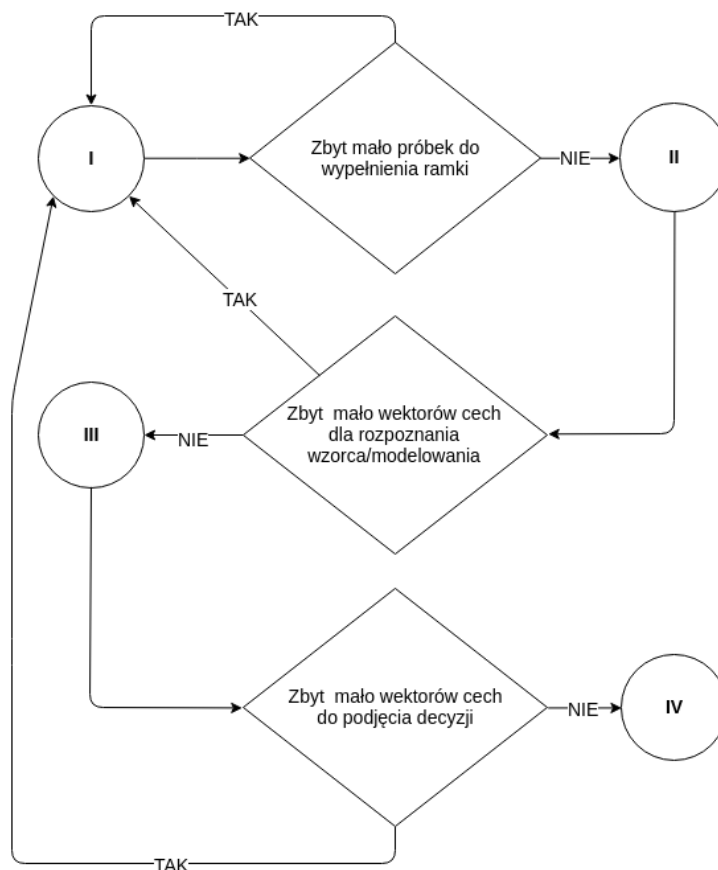 TAK
I
Zbyt mało próbek do
wypełnienia ramki
NIE
II
TAK
Zbyt mało wektorów cech
dla rozpoznania
wzorca/modelowania
NIE
III
Zbyt mało wektorów cech
do podjęcia decyzji
NIE
IV
TAK